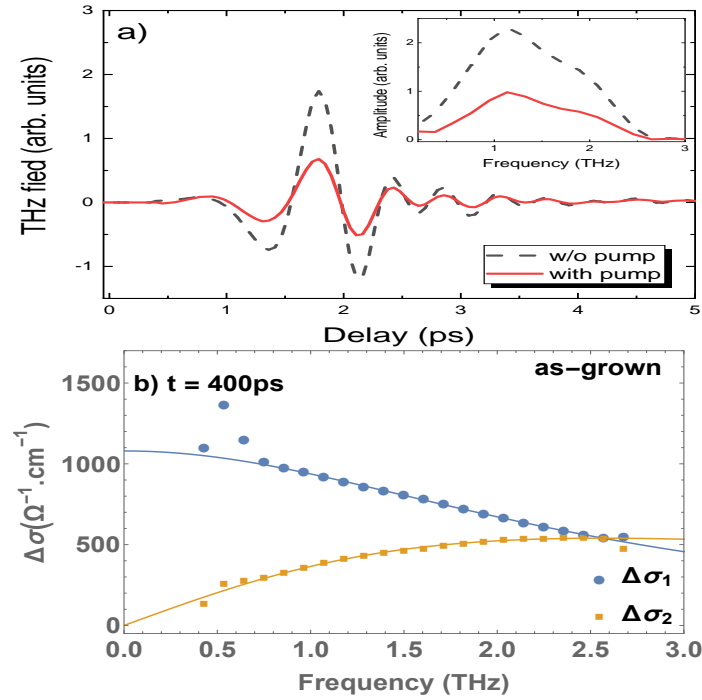 a)
THz fied (arb. units)
3
2
1
0
-1
Amplitude (arb. units)
2
1
0
1
2
3
Frequency (THz)
w/o pump
with pump
0
1
2
3
4
5
Delay (ps)
b) t = 400ps
as-grown
Δσ(Ω⁻¹.cm⁻¹)
1500
1000
500
0
Δσ₁
Δσ₂
0.0
0.5
1.0
1.5
2.0
2.5
3.0
Frequency (THz)